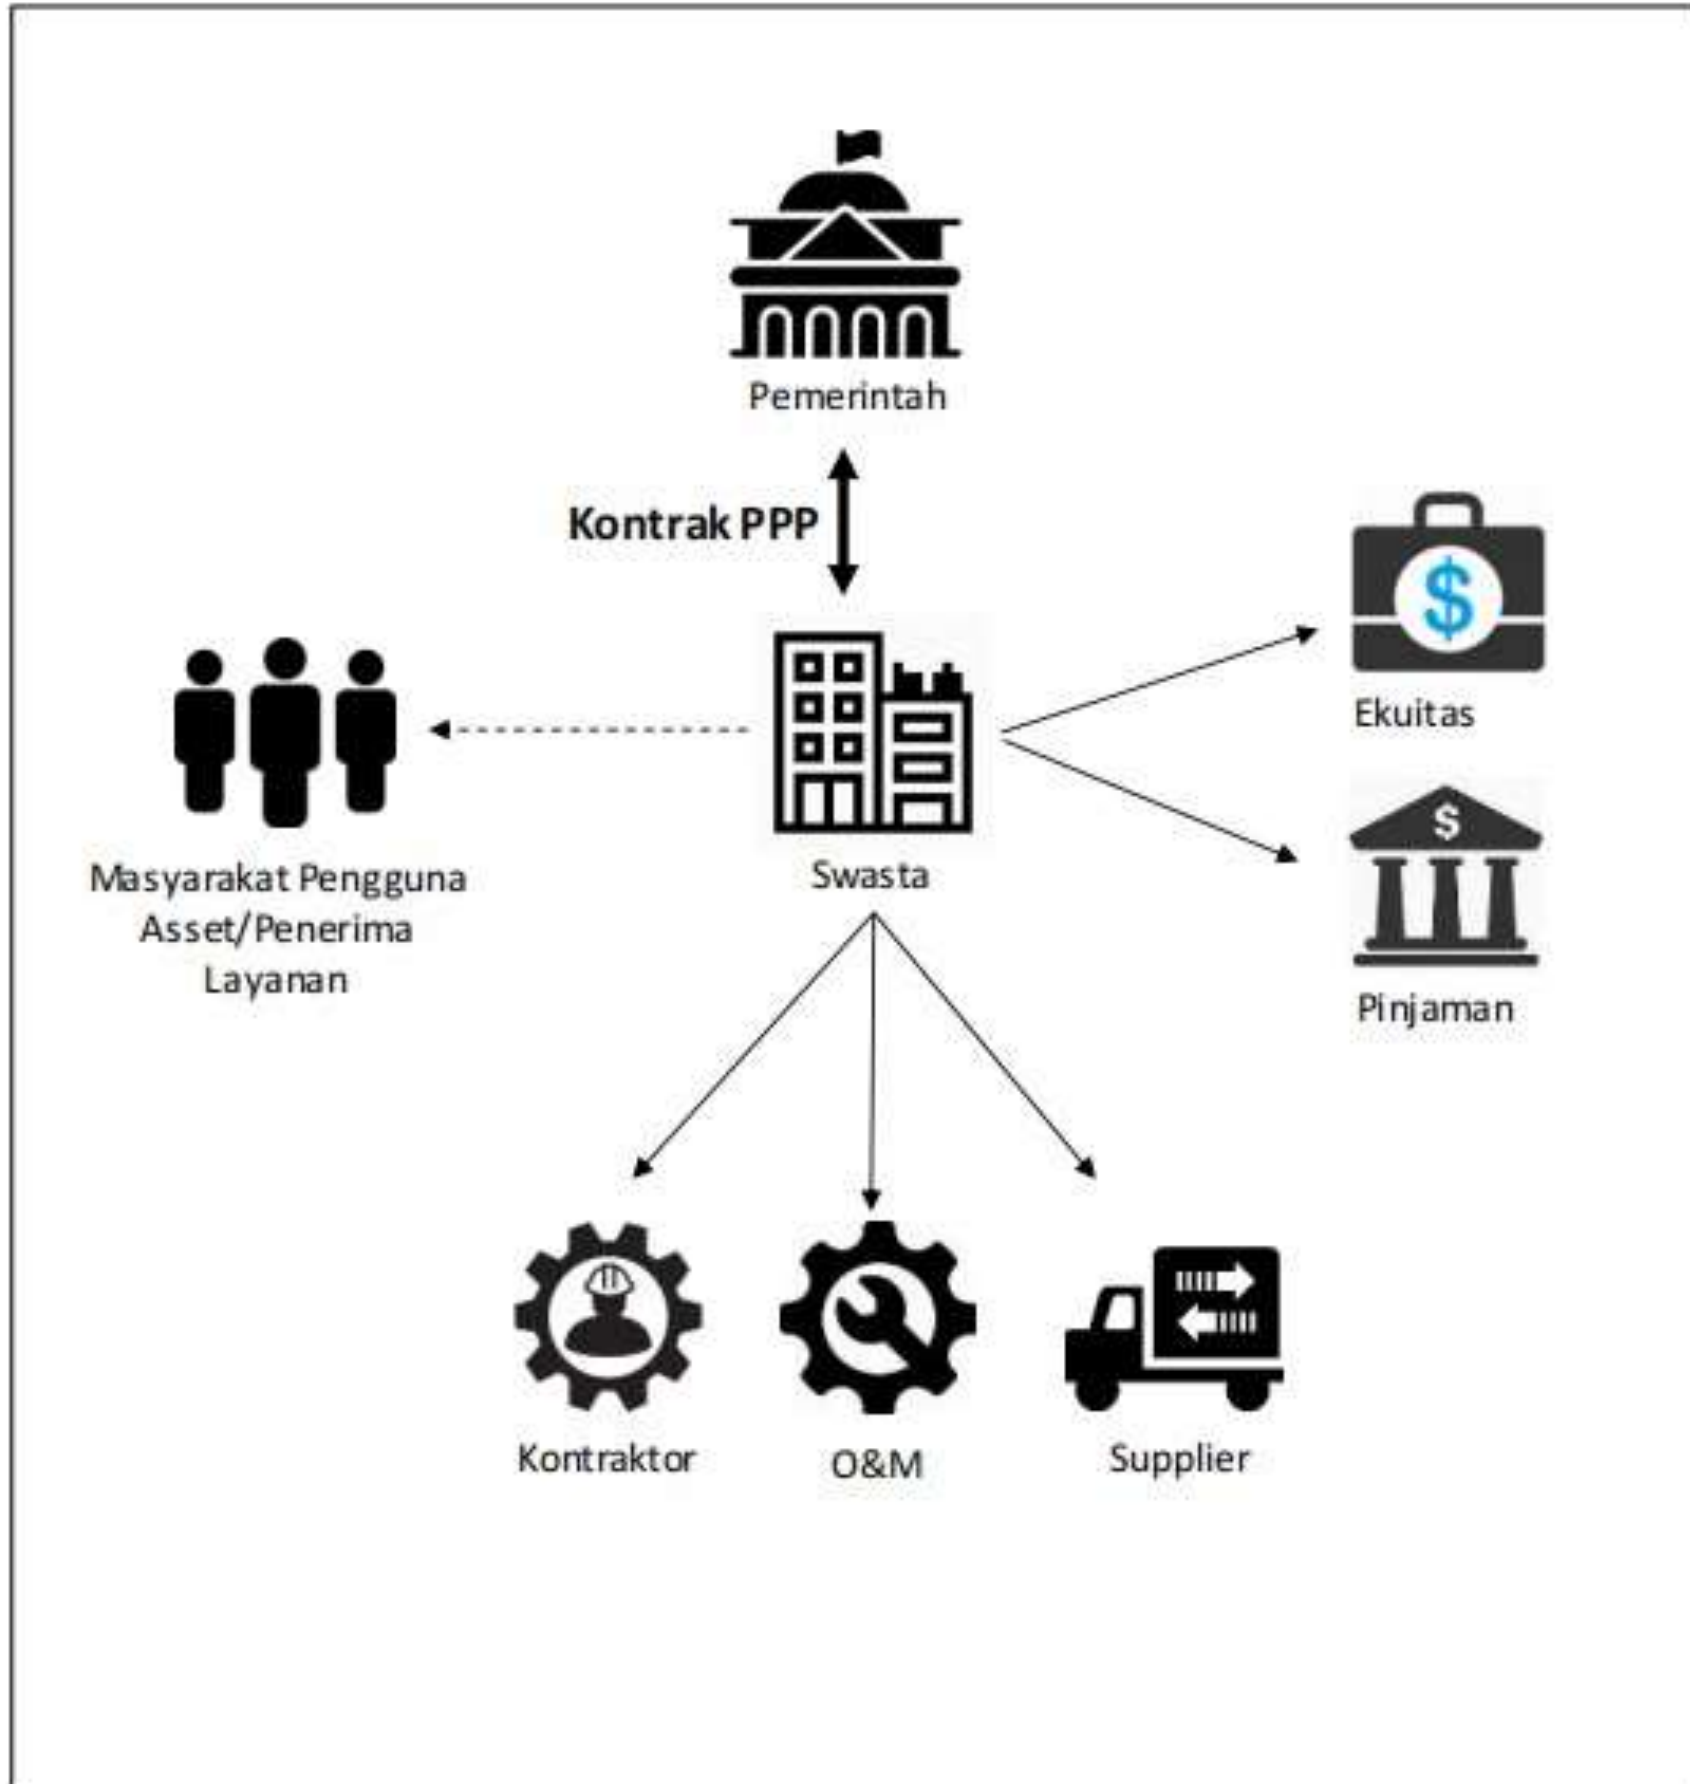 Pemerintah
Kontrak PPP
$
Ekuitas
Masyarakat Pengguna
Asset/Penerima
Layanan
Swasta
$
Pinjaman
Kontraktor
O&M
Supplier